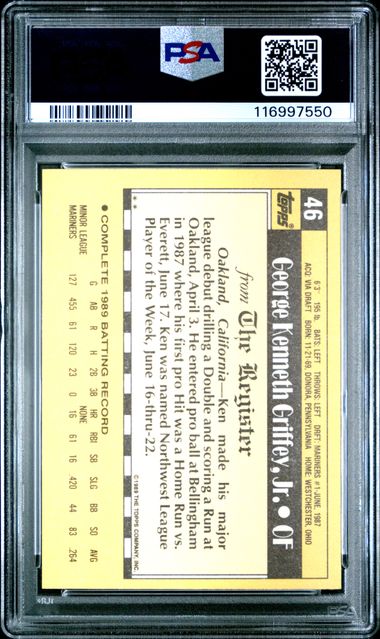 PSA
116997550
46
Topps®
George Kenneth Griffey, Jr. • OF
6'3" 195 lb. BATS: LEFT THROWS: LEFT DRFT: MARINERS #1-JUNE, 1987
ACQ: VIA DRAFT BORN: 11-21-69, DONORA, PENNSYLVANIA HOME: WESTCHESTER, OHIO
from The Register
Oakland, California—Ken made his major
league debut drilling a Double and scoring a Run at
Oakland, April 3. He entered pro ball at Bellingham
in 1987 where his first pro Hit was a Home Run vs.
Everett, June 17. Ken was named Northwest League
Player of the Week, June 16-thru-22.
**
©1989 THE TOPPS COMPANY, INC.
• COMPLETE 1989 BATTING RECORD
G AB R H 2B 3B HR RBI SB SLG BB SO AVG
MINOR LEAGUE NONE
MARINERS 127 455 61 120 23 0 16 61 16 .420 44 83 .264